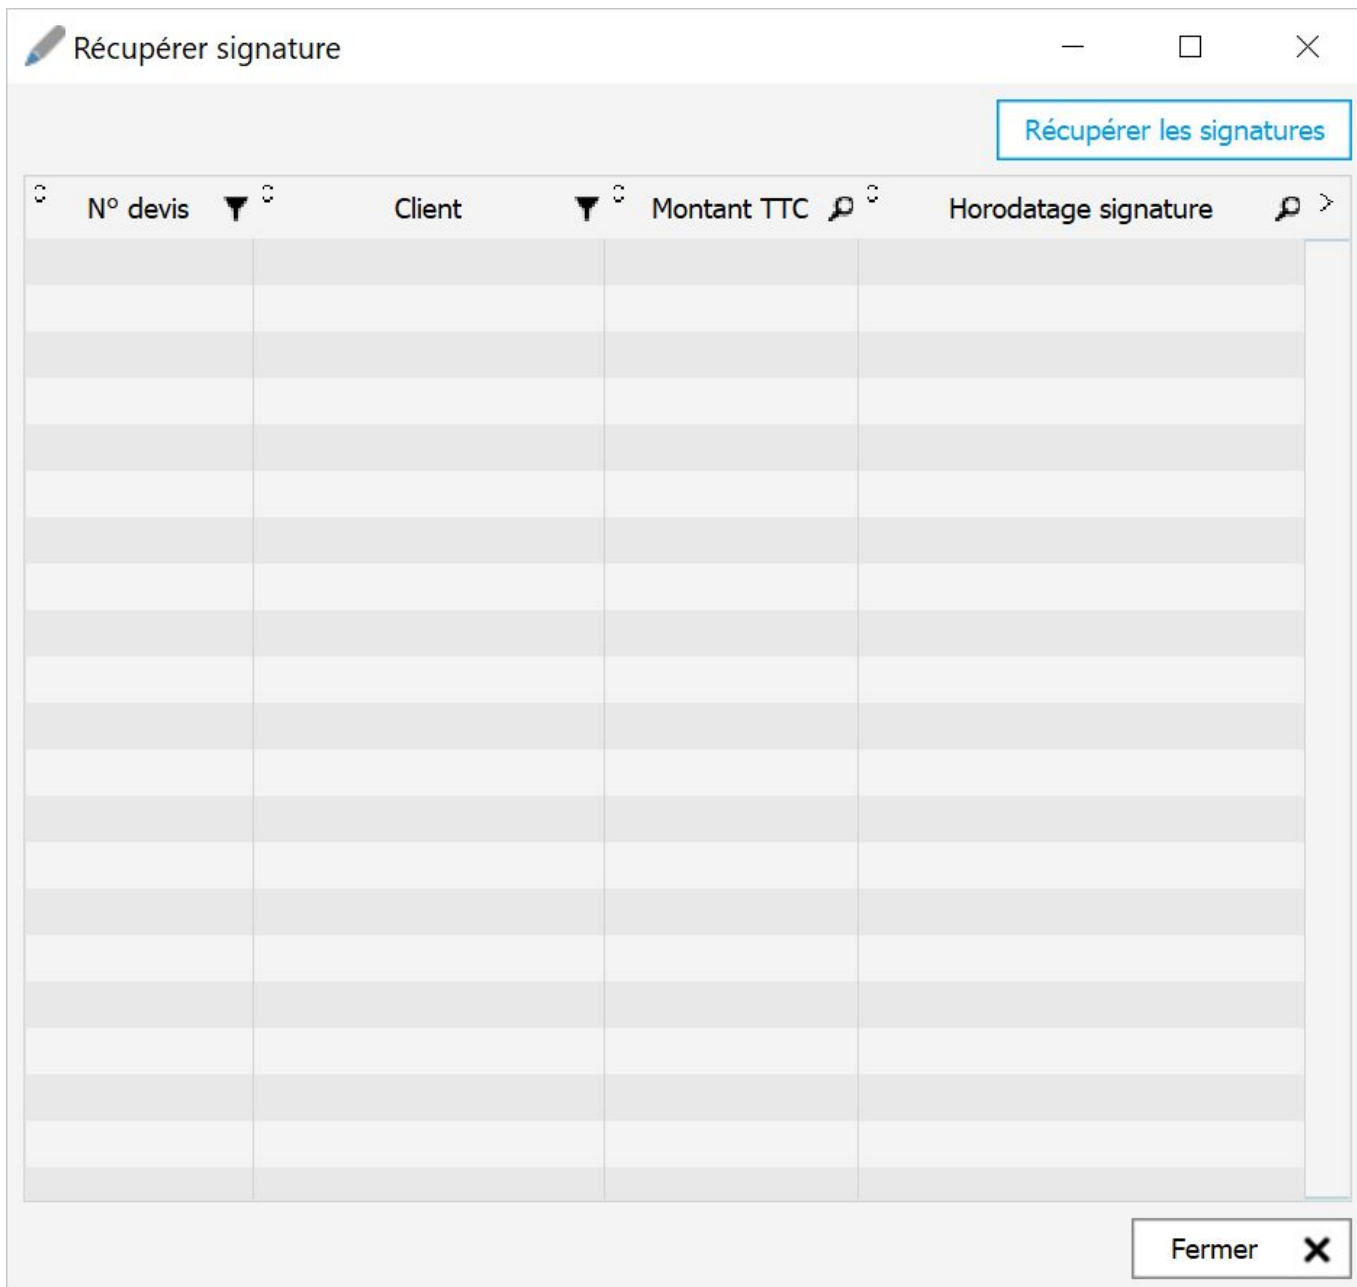 Récupérer signature
Récupérer les signatures
N° devis Client Montant TTC Horodatage signature
Fermer